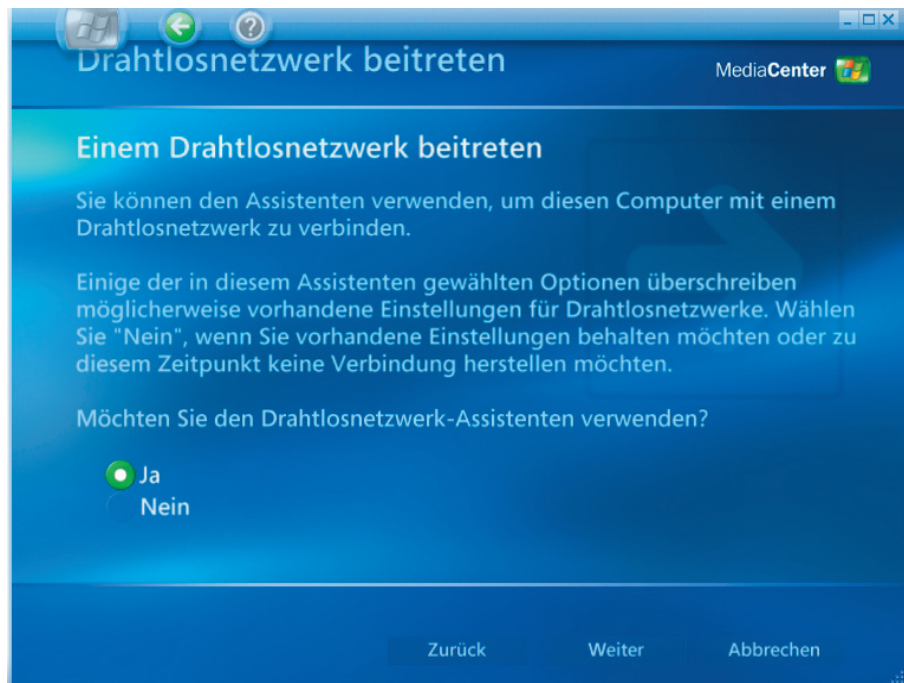 Drahtlosnetzwerk beitreten
MediaCenter
Einem Drahtlosnetzwerk beitreten
Sie können den Assistenten verwenden, um diesen Computer mit einem
Drahtlosnetzwerk zu verbinden.
Einige der in diesem Assistenten gewählten Optionen überschreiben
möglicherweise vorhandene Einstellungen für Drahtlosnetzwerke. Wählen
Sie "Nein", wenn Sie vorhandene Einstellungen behalten möchten oder zu
diesem Zeitpunkt keine Verbindung herstellen möchten.
Möchten Sie den Drahtlosnetzwerk-Assistenten verwenden?
Ja
Nein
Zurück Weiter Abbrechen